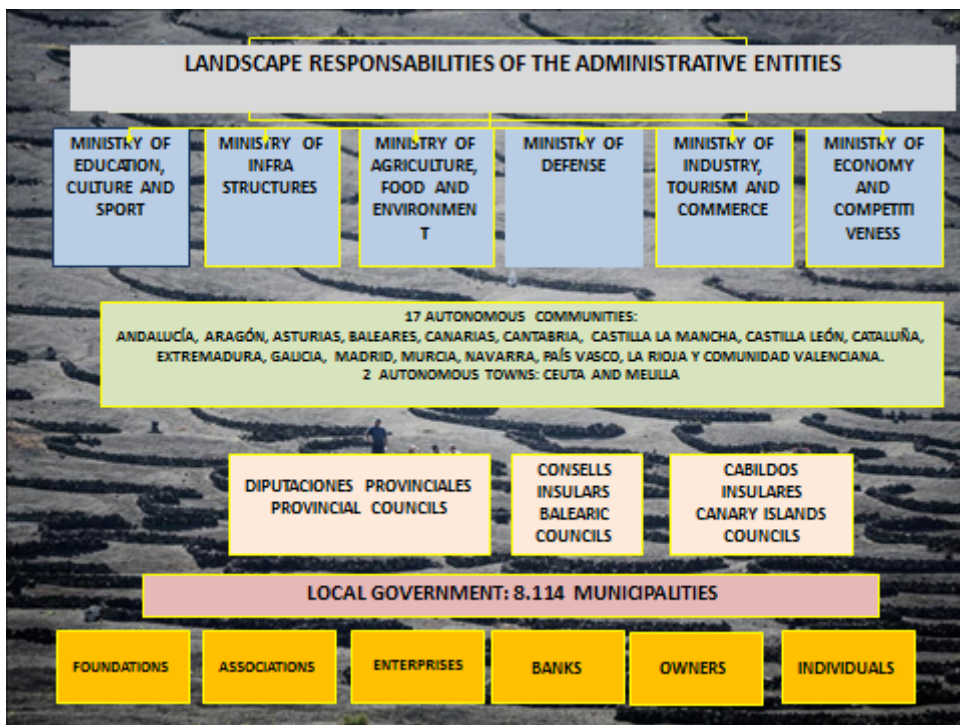 LANDSCAPE RESPONSABILITIES OF THE ADMINISTRATIVE ENTITIES
MINISTRY OF
EDUCATION,
CULTURE AND
SPORT
MINISTRY OF
INFRA
STRUCTURES
MINISTRY OF
AGRICULTURE,
FOOD AND
ENVIRONMEN
T
MINISTRY OF
DEFENSE
MINISTRY OF
INDUSTRY,
TOURISM AND
COMMERCE
MINISTRY OF
ECONOMY
AND
COMPETITI
VENESS
17 AUTONOMOUS COMMUNITIES:
ANDALUCÍA, ARAGÓN, ASTURIAS, BALEARES, CANARIAS, CANTABRIA, CASTILLA LA MANCHA, CASTILLA LEÓN, CATALUÑA,
EXTREMADURA, GALICIA, MADRID, MURCIA, NAVARRA, PAÍS VASCO, LA RIOJA Y COMUNIDAD VALENCIANA.
2 AUTONOMOUS TOWNS: CEUTA AND MELILLA
DIPUTACIONES PROVINCIALES
PROVINCIAL COUNCILS
CONSELLS
INSULARS
BALEARIC
COUNCILS
CABILDOS
INSULARES
CANARY ISLANDS
COUNCILS
LOCAL GOVERNMENT: 8.114 MUNICIPALITIES
FOUNDATIONS
ASSOCIATIONS
ENTERPRISES
BANKS
OWNERS
INDIVIDUALS